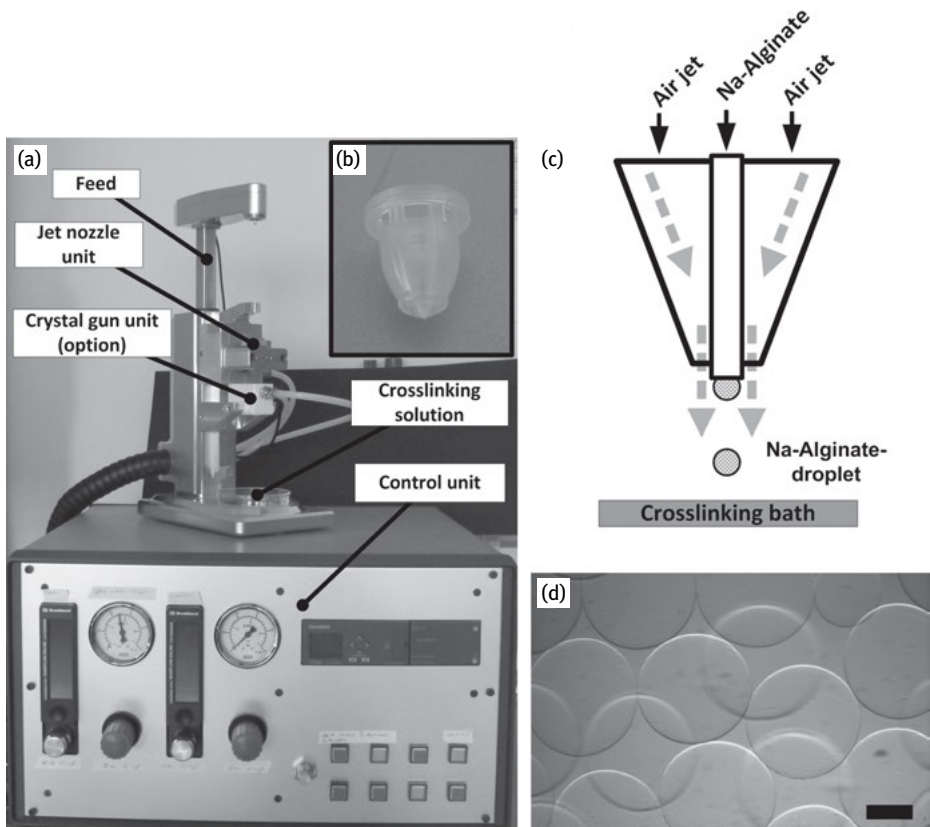 (a)
Feed
Jet nozzle
unit
Crystal gun unit
(option)
Crosslinking
solution
Control unit
(b)
(c)
Air jet
Na-Alginate
Air jet
Na-Alginate-
droplet
Crosslinking bath
(d)